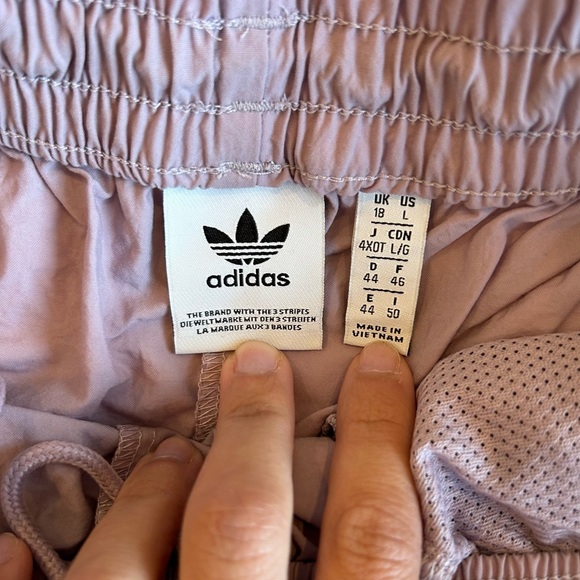 adidas
THE BRAND WITH THE 3 STRIPES
DIE WELTMARKE MIT DEN 3 STREIFEN
LA MARQUE AUX 3 BANDES
UK US
18 L
J CDN
4XOT L/G
D F
44 46
E I
44 50
MADE IN
VIETNAM